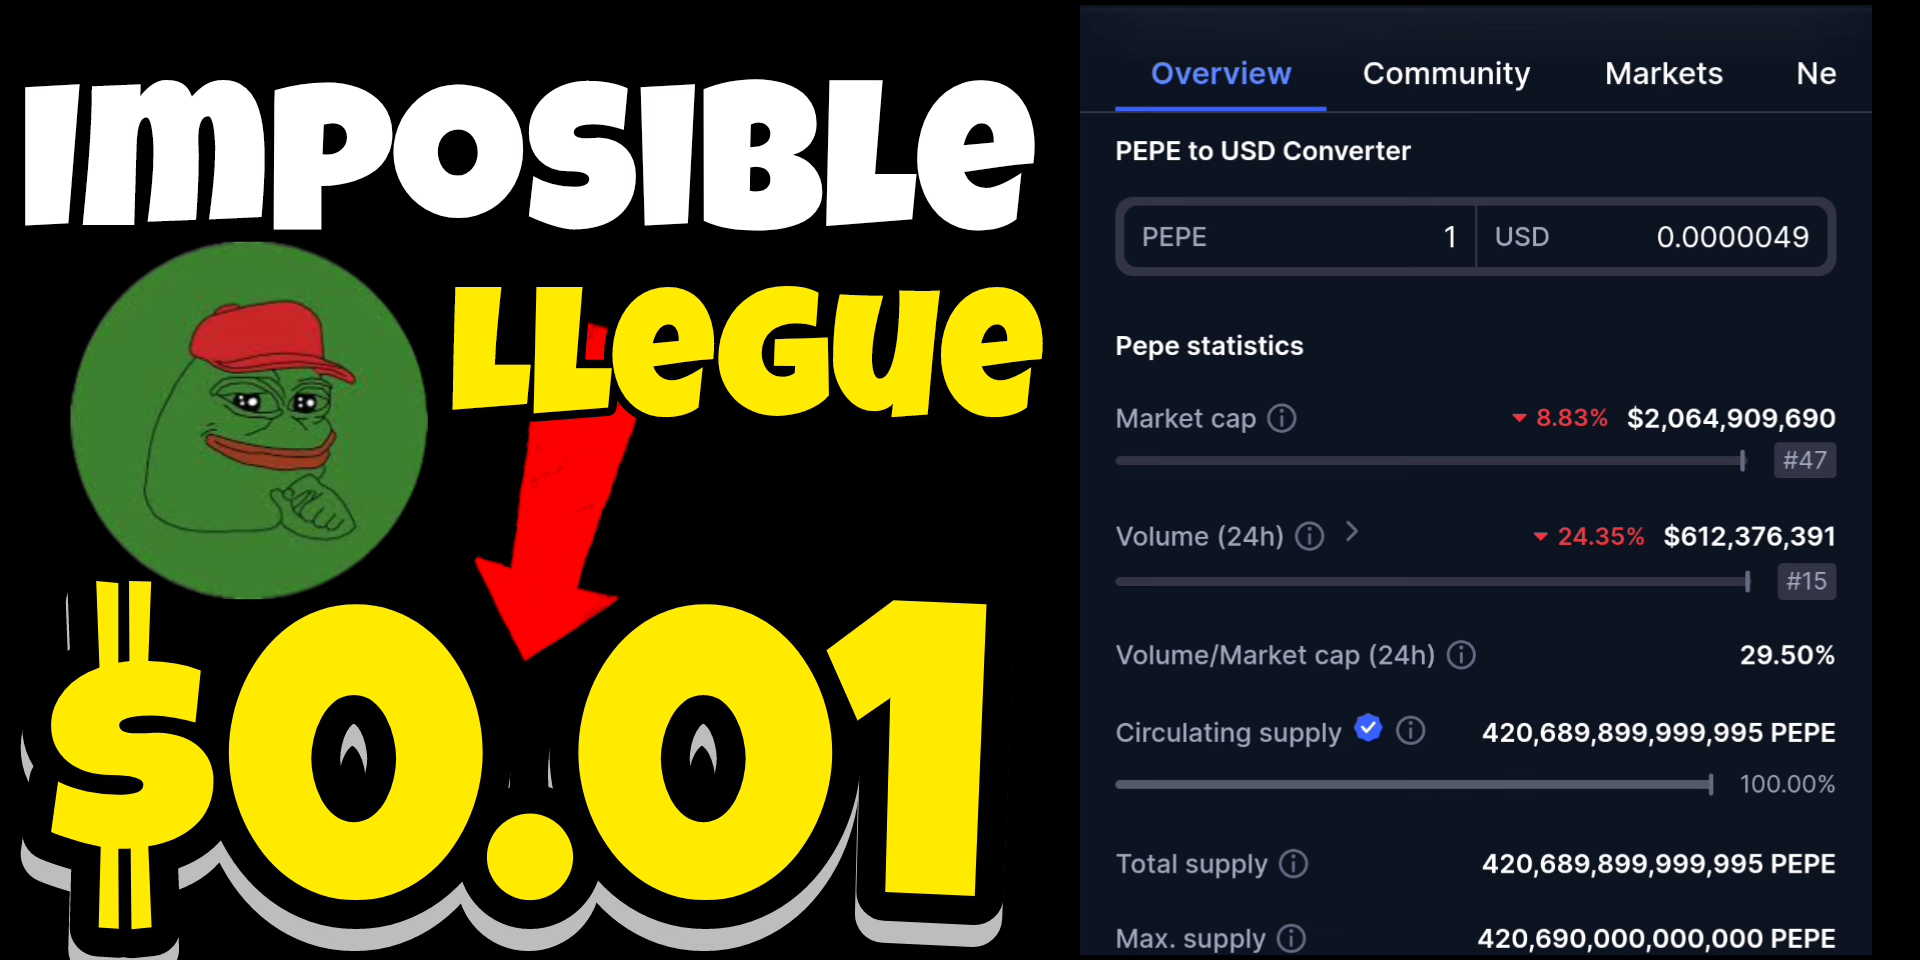 IMPOSIBLE
LLEGUE
$0.01
Overview Community Markets Ne
PEPE to USD Converter
PEPE 1 USD 0.0000049
Pepe statistics
Market cap 8.83% $2,064,909,690
#47
Volume (24h) 24.35% $612,376,391
#15
Volume/Market cap (24h) 29.50%
Circulating supply 420,689,899,999,995 PEPE
100.00%
Total supply 420,689,899,999,995 PEPE
Max. supply 420,690,000,000,000 PEPE